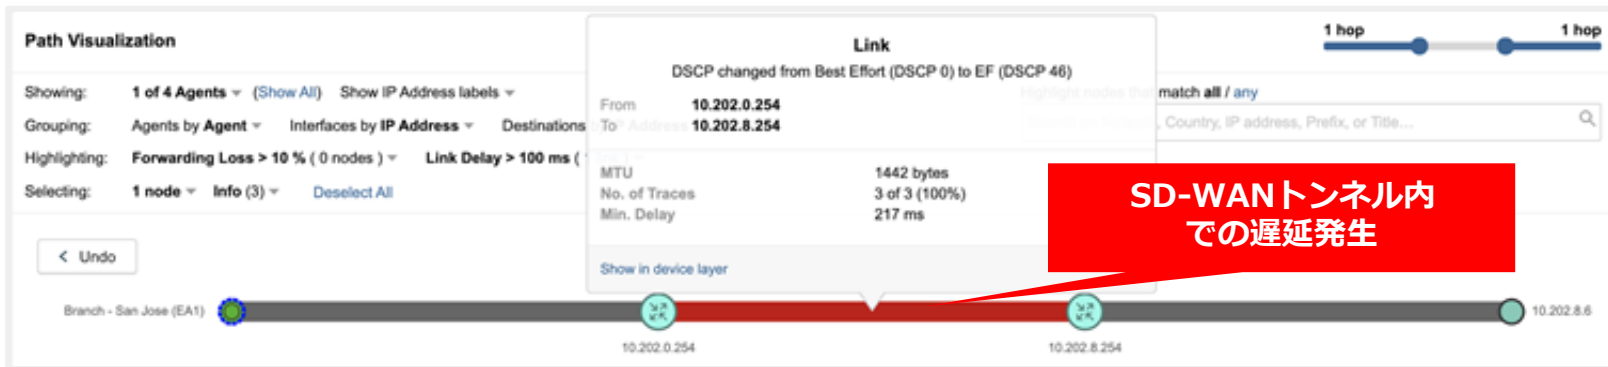 Path Visualization
1 hop
1 hop
Showing: 1 of 4 Agents (Show All) Show IP Address labels
Grouping: Agents by Agent Interfaces by IP Address Destinations by IP Address
Highlighting: Forwarding Loss > 10 % ( 0 nodes ) Link Delay > 100 ms (
Selecting: 1 node Info (3) Deselect All
Link
DSCP changed from Best Effort (DSCP 0) to EF (DSCP 46)
From 10.202.0.254
To 10.202.8.254
MTU 1442 bytes
No. of Traces 3 of 3 (100%)
Min. Delay 217 ms
Show in device layer
Highlight nodes that match all / any
, Country, IP address, Prefix, or Title...
SD-WANトンネル内
での遅延発生
Undo
Branch - San Jose (EA1)
10.202.8.6
10.202.0.254
10.202.8.254